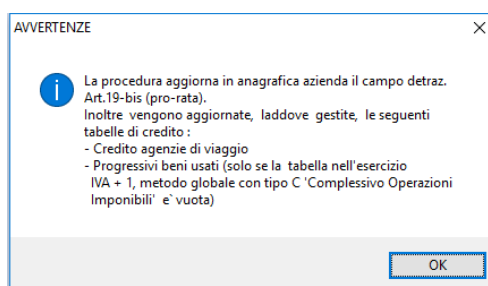 AVVERTENZE
La procedura aggiorna in anagrafica azienda il campo detraz.
Art.19-bis (pro-rata).
Inoltre vengono aggiornate, laddove gestite, le seguenti
tabelle di credito :
- Credito agenzie di viaggio
- Progressivi beni usati (solo se la tabella nell'esercizio
IVA + 1, metodo globale con tipo C 'Complessivo Operazioni
Imponibili' e` vuota)
OK